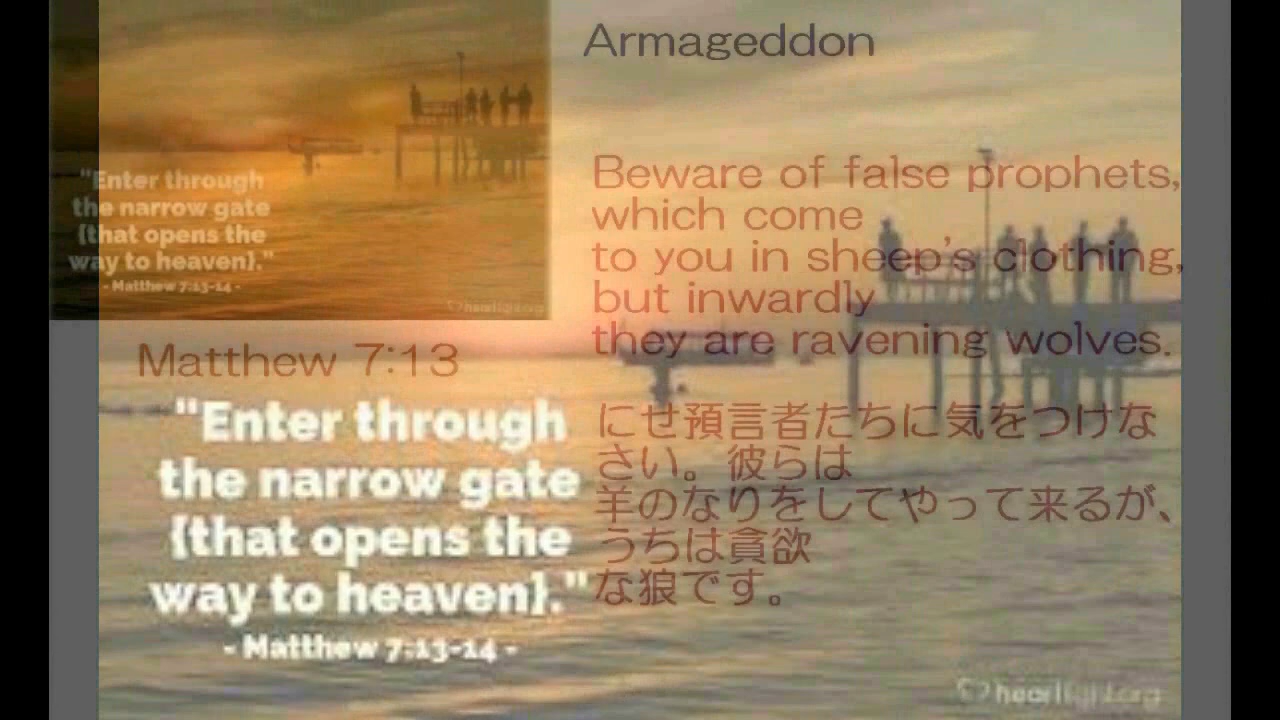 "Enter through
the narrow gate
{that opens the
way to heaven}."
- Matthew 7:13-14 -
heartlight.org
Armageddon
Beware of false prophets,
which come
to you in sheep's clothing,
but inwardly
they are ravening wolves.
Matthew 7:13
"Enter through
the narrow gate
{that opens the
way to heaven}."
- Matthew 7:13-14 -
にせ預言者たちに気をつけな
さい。彼らは
羊のなりをしてやって来るが、
うちは貪欲
な狼です。
heartlight.org